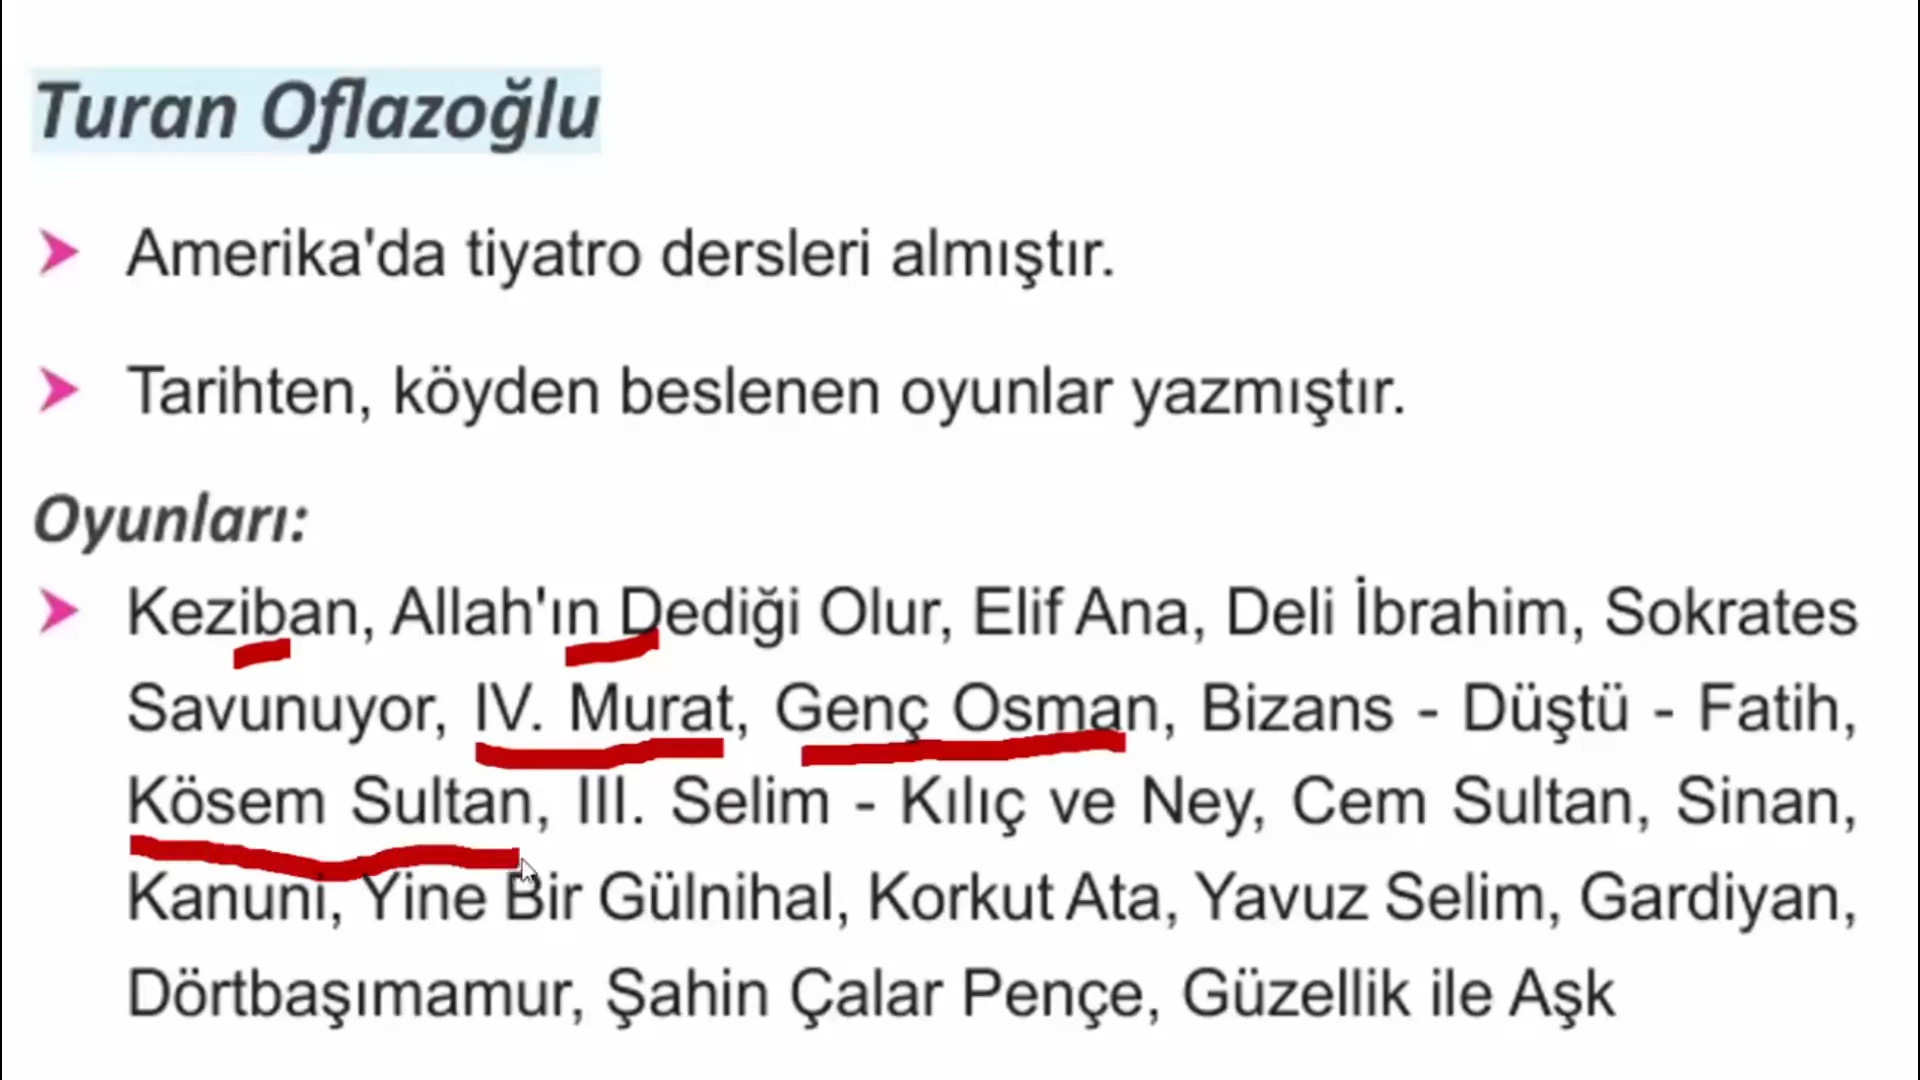 Turan Oflazoğlu
Amerika'da tiyatro dersleri almıştır.
Tarihten, köyden beslenen oyunlar yazmıştır.
Oyunları:
Keziban, Allah'ın Dediği Olur, Elif Ana, Deli İbrahim, Sokrates
Savunuyor, IV. Murat, Genç Osman, Bizans - Düştü - Fatih,
Kösem Sultan, III. Selim - Kılıç ve Ney, Cem Sultan, Sinan,
Kanuni, Yine Bir Gülnihal, Korkut Ata, Yavuz Selim, Gardiyan,
Dörtbaşımamur, Şahin Çalar Pençe, Güzellik ile Aşk